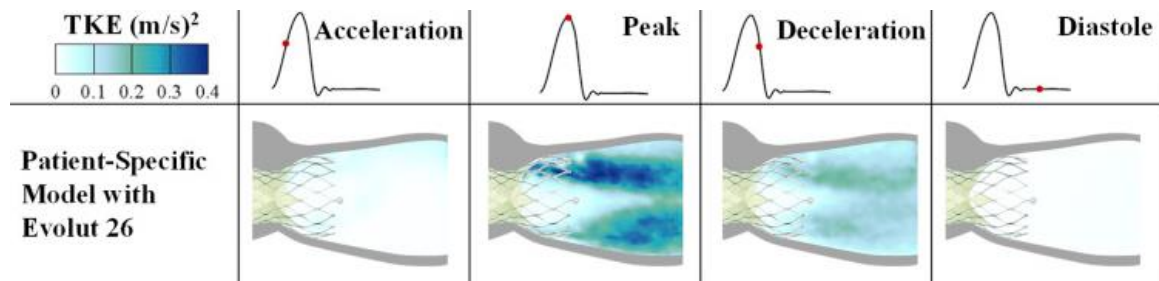 TKE (m/s)²
0 0.1 0.2 0.3 0.4
Acceleration
Peak
Deceleration
Diastole
Patient-Specific
Model with
Evolut 26